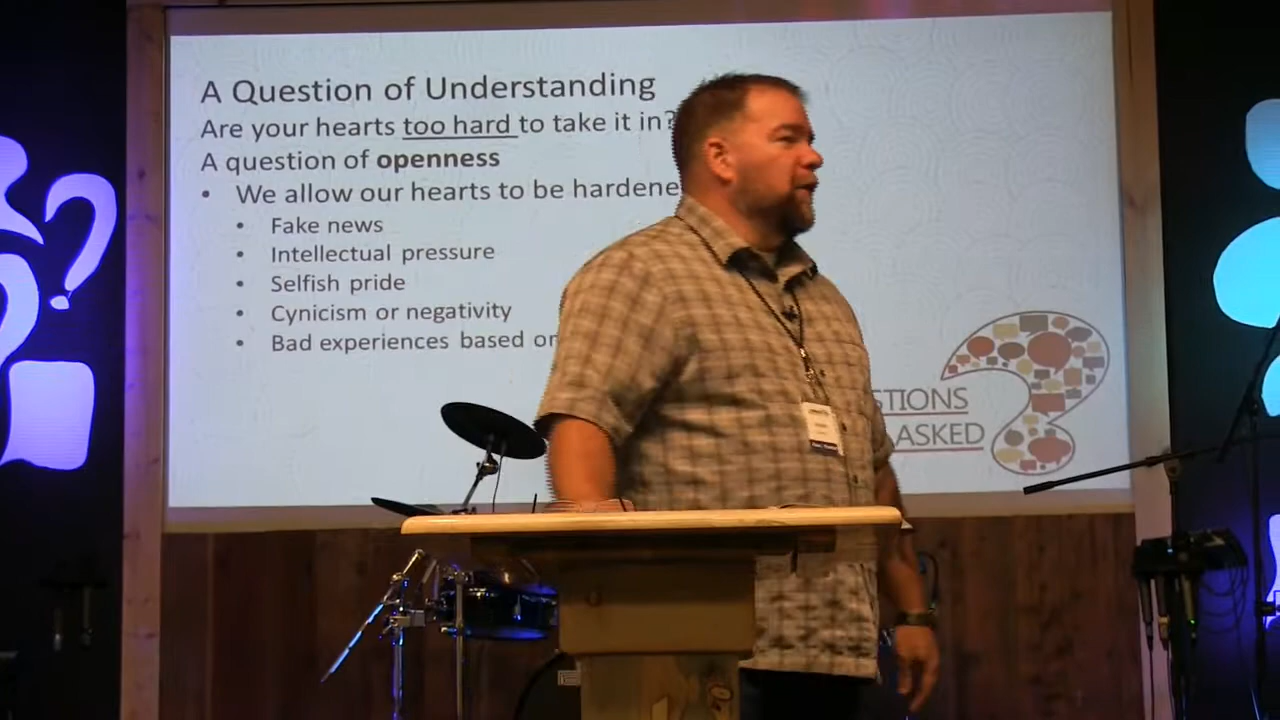 A Question of Understanding
Are your hearts too hard to take it in?
A question of openness
• We allow our hearts to be hardene
• Fake news
• Intellectual pressure
• Selfish pride
• Cynicism or negativity
• Bad experiences based or
STIONS
ASKED